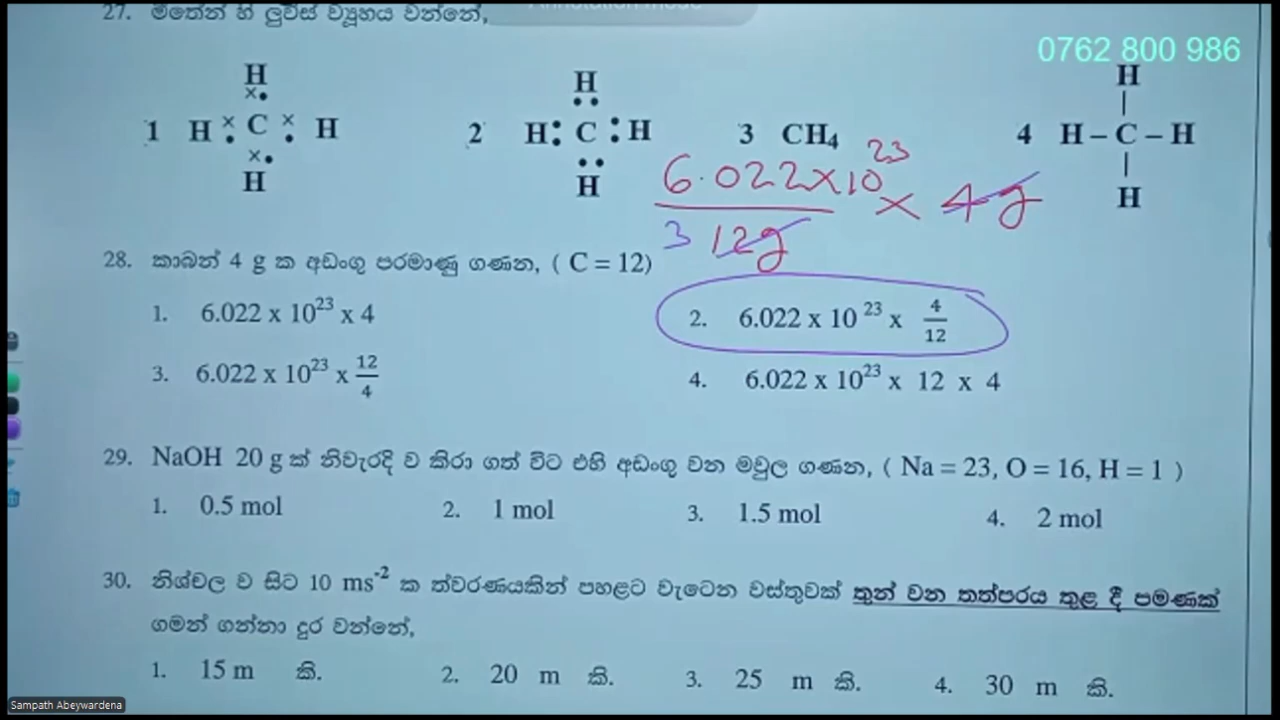 27. මීතේන් හි ලුවිස් ව්‍යූහය වන්නේ,
0762 800 986
1 H C H H H
2 H: C :H H H
3 CH4
4 H – C – H H H
6.022x10^23 x 4g
3 12g
28. කාබන් 4 g ක අඩංගු පරමාණු ගණන, ( C = 12)
1. 6.022 x 10^23 x 4
2. 6.022 x 10^23 x 4/12
3. 6.022 x 10^23 x 12/4
4. 6.022 x 10^23 x 12 x 4
29. NaOH 20 g ක් නිවැරදි ව කිරා ගත් විට එහි අඩංගු වන මවුල ගණන, ( Na = 23, O = 16, H = 1 )
1. 0.5 mol 2. 1 mol 3. 1.5 mol 4. 2 mol
30. නිශ්චල ව සිට 10 ms^-2 ක ත්වරණයකින් පහළට වැටෙන වස්තුවක් තුන් වන තත්පරය තුළ දී පමණක්
ගමන් ගන්නා දුර වන්නේ,
1. 15 m කි. 2. 20 m කි. 3. 25 m කි. 4. 30 m කි.
Sampath Abeywardena